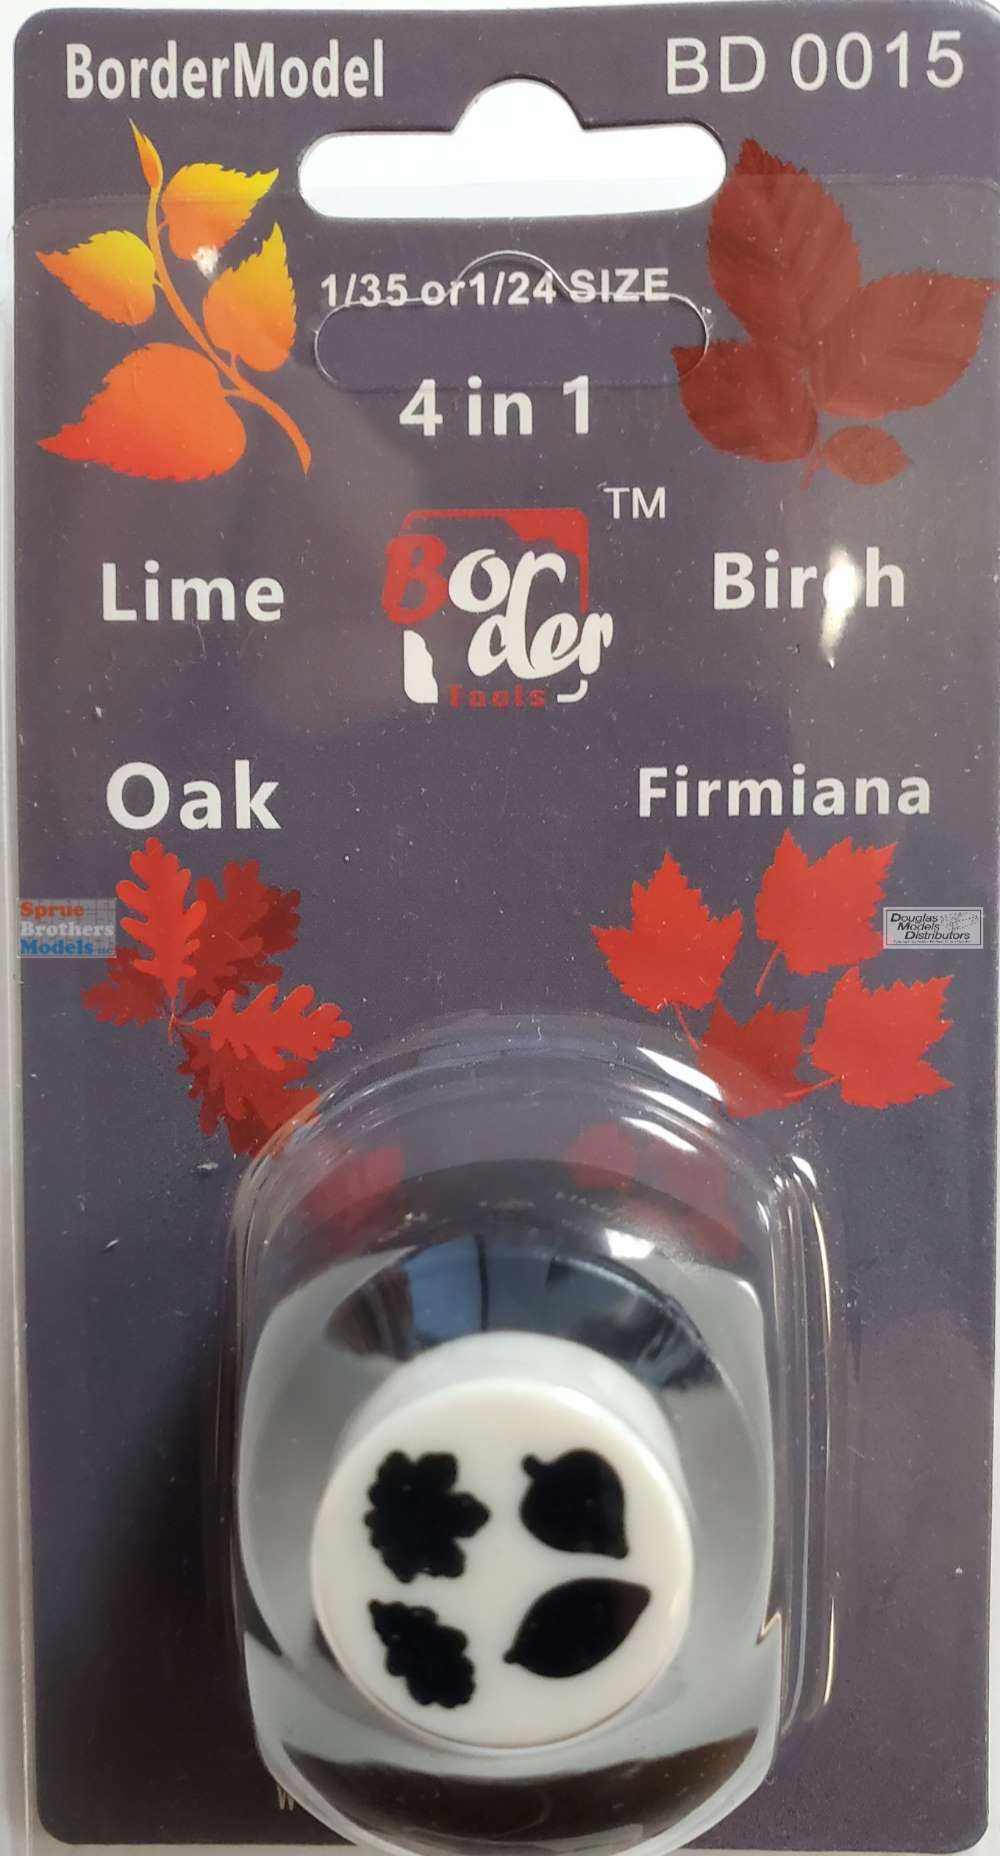 BorderModel
BD 0015
1/35 or1/24 SIZE
4 in 1
TM
Border
Tools
Lime
Birch
Oak
Firmiana
Sprue
Brothers
Models LLC
Douglas
Models
Distributors
W